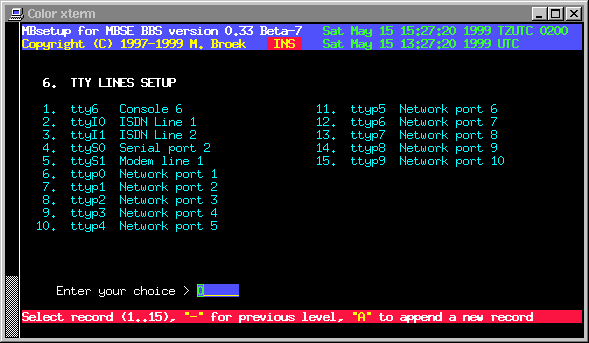 Color xterm
MBsetup for MBSE BBS version 0.33 Beta-7 Sat May 15 15:27:20 1999 TZUTC 0200
Copyright (C) 1997-1999 M. Broek INS Sat May 15 13:27:20 1999 UTC
6. TTY LINES SETUP
1. tty6 Console 6 11. ttyp5 Network port 6
2. ttyI0 ISDN Line 1 12. ttyp6 Network port 7
3. ttyI1 ISDN Line 2 13. ttyp7 Network port 8
4. ttyS0 Serial port 2 14. ttyp8 Network port 9
5. ttyS1 Modem line 1 15. ttyp9 Network port 10
6. ttyp0 Network port 1
7. ttyp1 Network port 2
8. ttyp2 Network port 3
9. ttyp3 Network port 4
10. ttyp4 Network port 5
Enter your choice > 0_____
Select record (1..15), "-" for previous level, "A" to append a new record